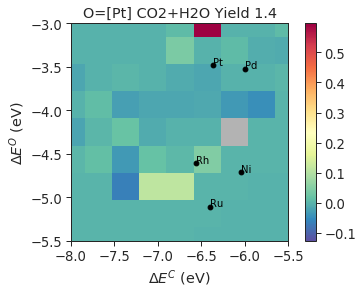 O=[Pt] CO2+H2O Yield 1.4
−3.0
−3.5
−4.0
−4.5
−5.0
−5.5
ΔE^O (eV)
Pt
Pd
Rh
Ni
Ru
−8.0 −7.5 −7.0 −6.5 −6.0 −5.5
ΔE^C (eV)
0.5
0.4
0.3
0.2
0.1
0.0
−0.1